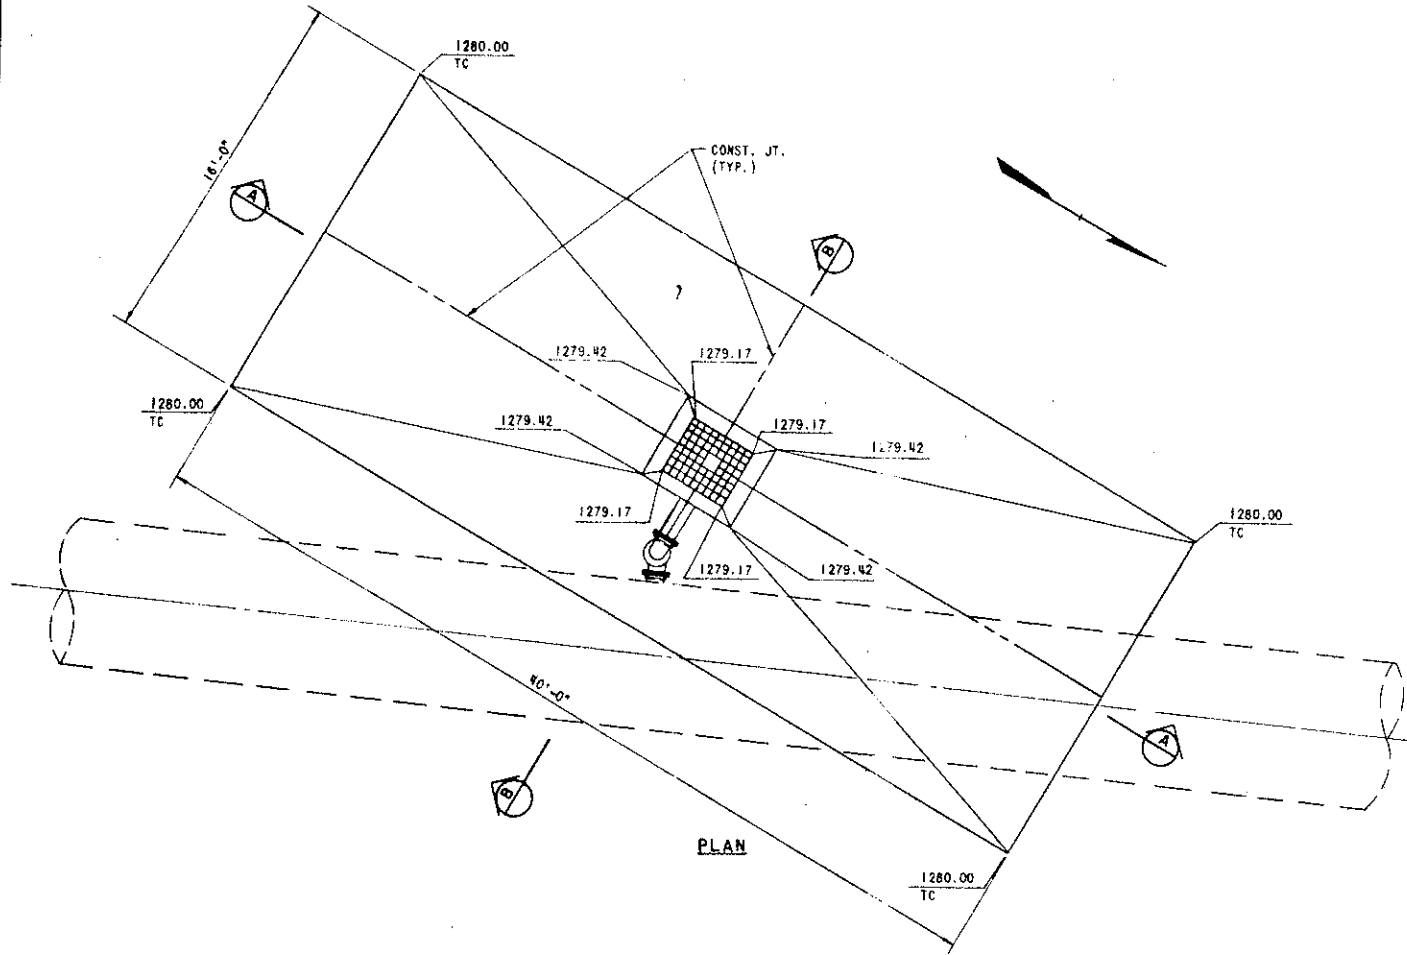 1280.00
TC
16'-0"
CONST. JT.
(TYP.)
A
B
1279.42
1279.17
1280.00
TC
1279.42
1279.17
1279.42
1279.17
1280.00
TC
1279.17
1279.42
40'-0"
A
B
PLAN
1280.00
TC